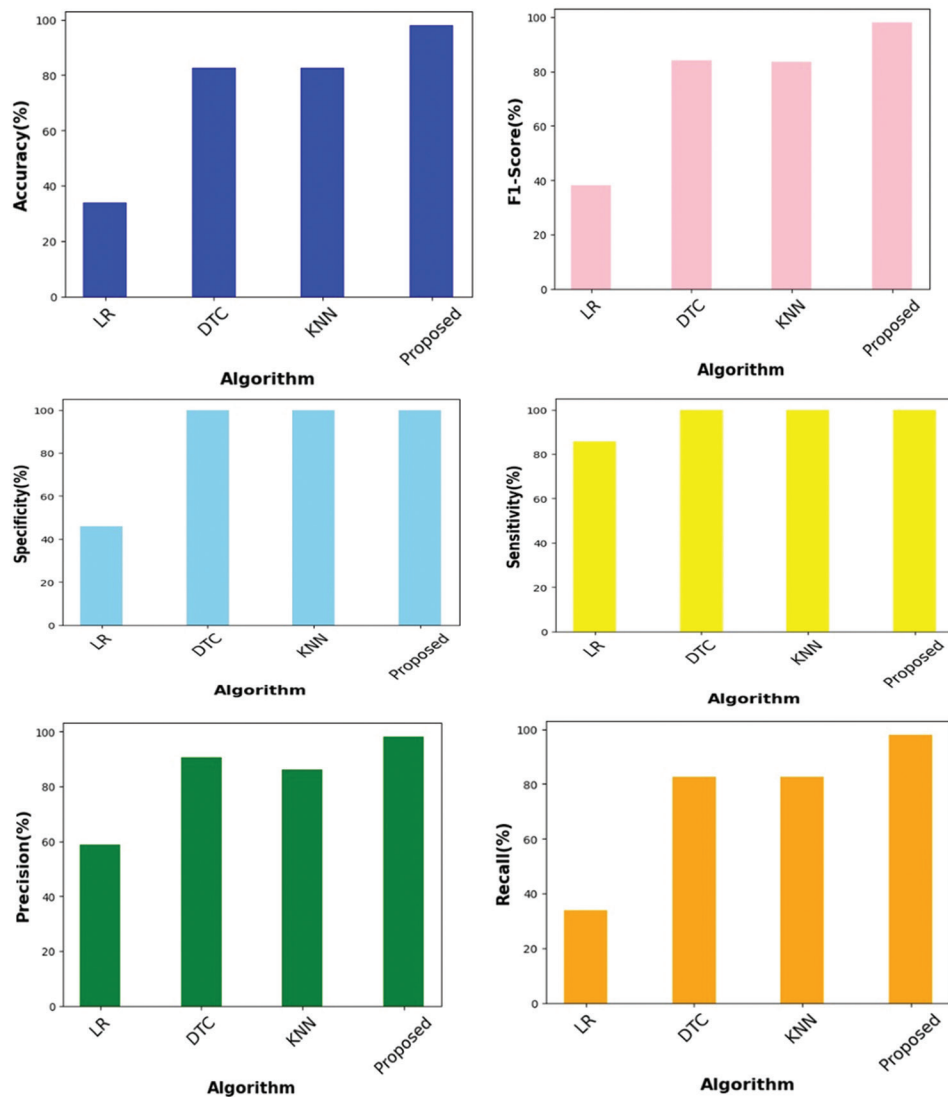 Accuracy(%)
100
80
60
40
20
0
LR
DTC
KNN
Proposed
Algorithm
F1-Score(%)
100
80
60
40
20
0
LR
DTC
KNN
Proposed
Algorithm
Specificity(%)
100
80
60
40
20
0
LR
DTC
KNN
Proposed
Algorithm
Sensitivity(%)
100
80
60
40
20
0
LR
DTC
KNN
Proposed
Algorithm
Precision(%)
100
80
60
40
20
0
LR
DTC
KNN
Proposed
Algorithm
Recall(%)
100
80
60
40
20
0
LR
DTC
KNN
Proposed
Algorithm